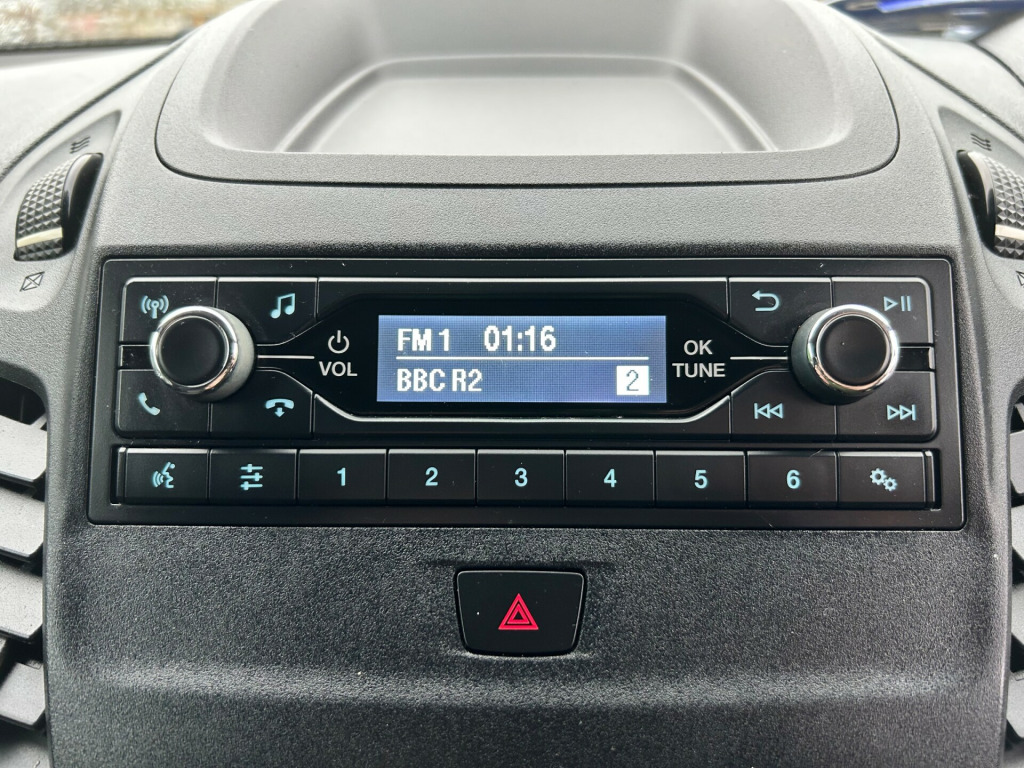 FM 1 01:16
BBC R2 2
VOL
OK
TUNE
1 2 3 4 5 6